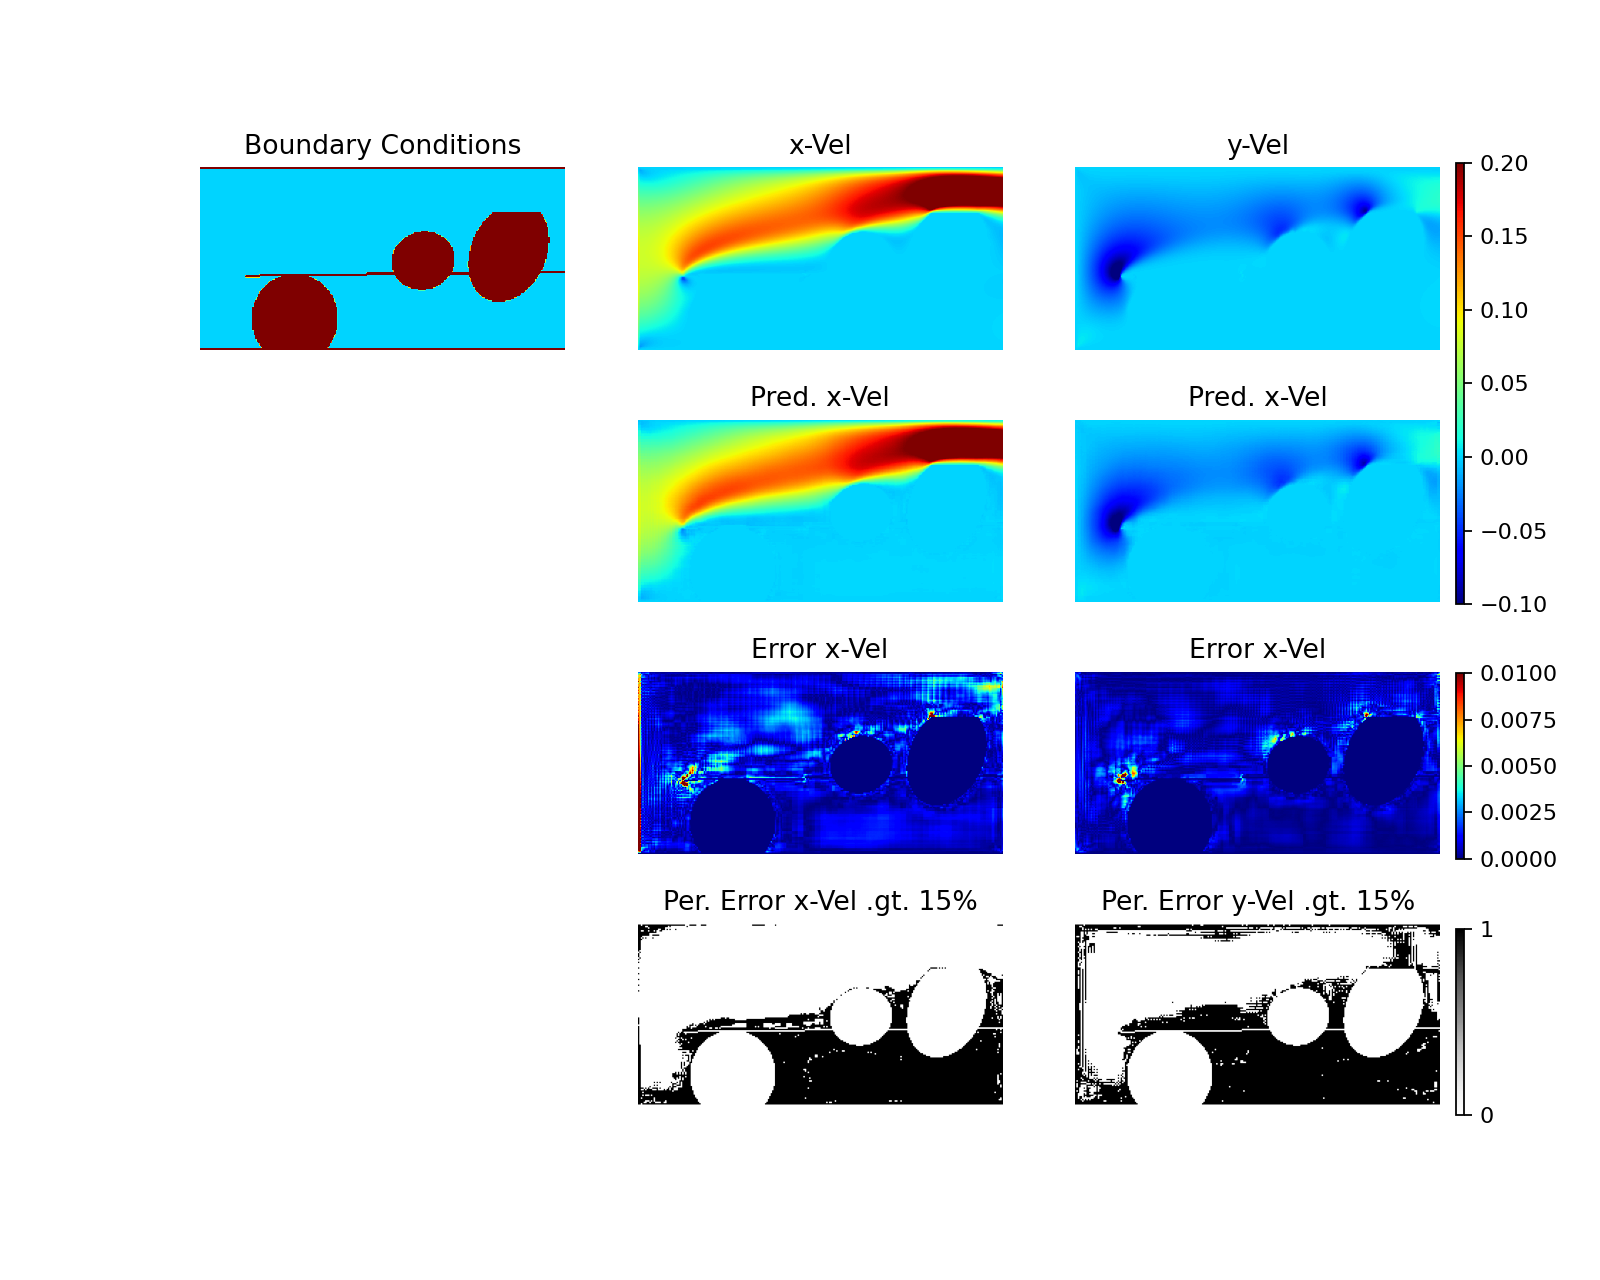 Boundary Conditions
x-Vel
y-Vel
0.20
0.15
0.10
0.05
0.00
−0.05
−0.10
Pred. x-Vel
Pred. x-Vel
Error x-Vel
Error x-Vel
0.0100
0.0075
0.0050
0.0025
0.0000
Per. Error x-Vel .gt. 15%
Per. Error y-Vel .gt. 15%
1
0